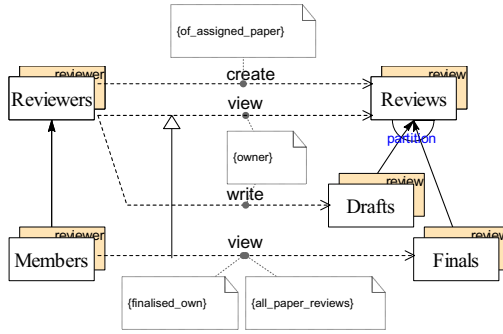 {of_assigned_paper}
reviewer
create
review
Reviewers
view
Reviews
partition
{owner}
review
write
Drafts
reviewer
view
review
Members
Finals
{finalised_own}
{all_paper_reviews}